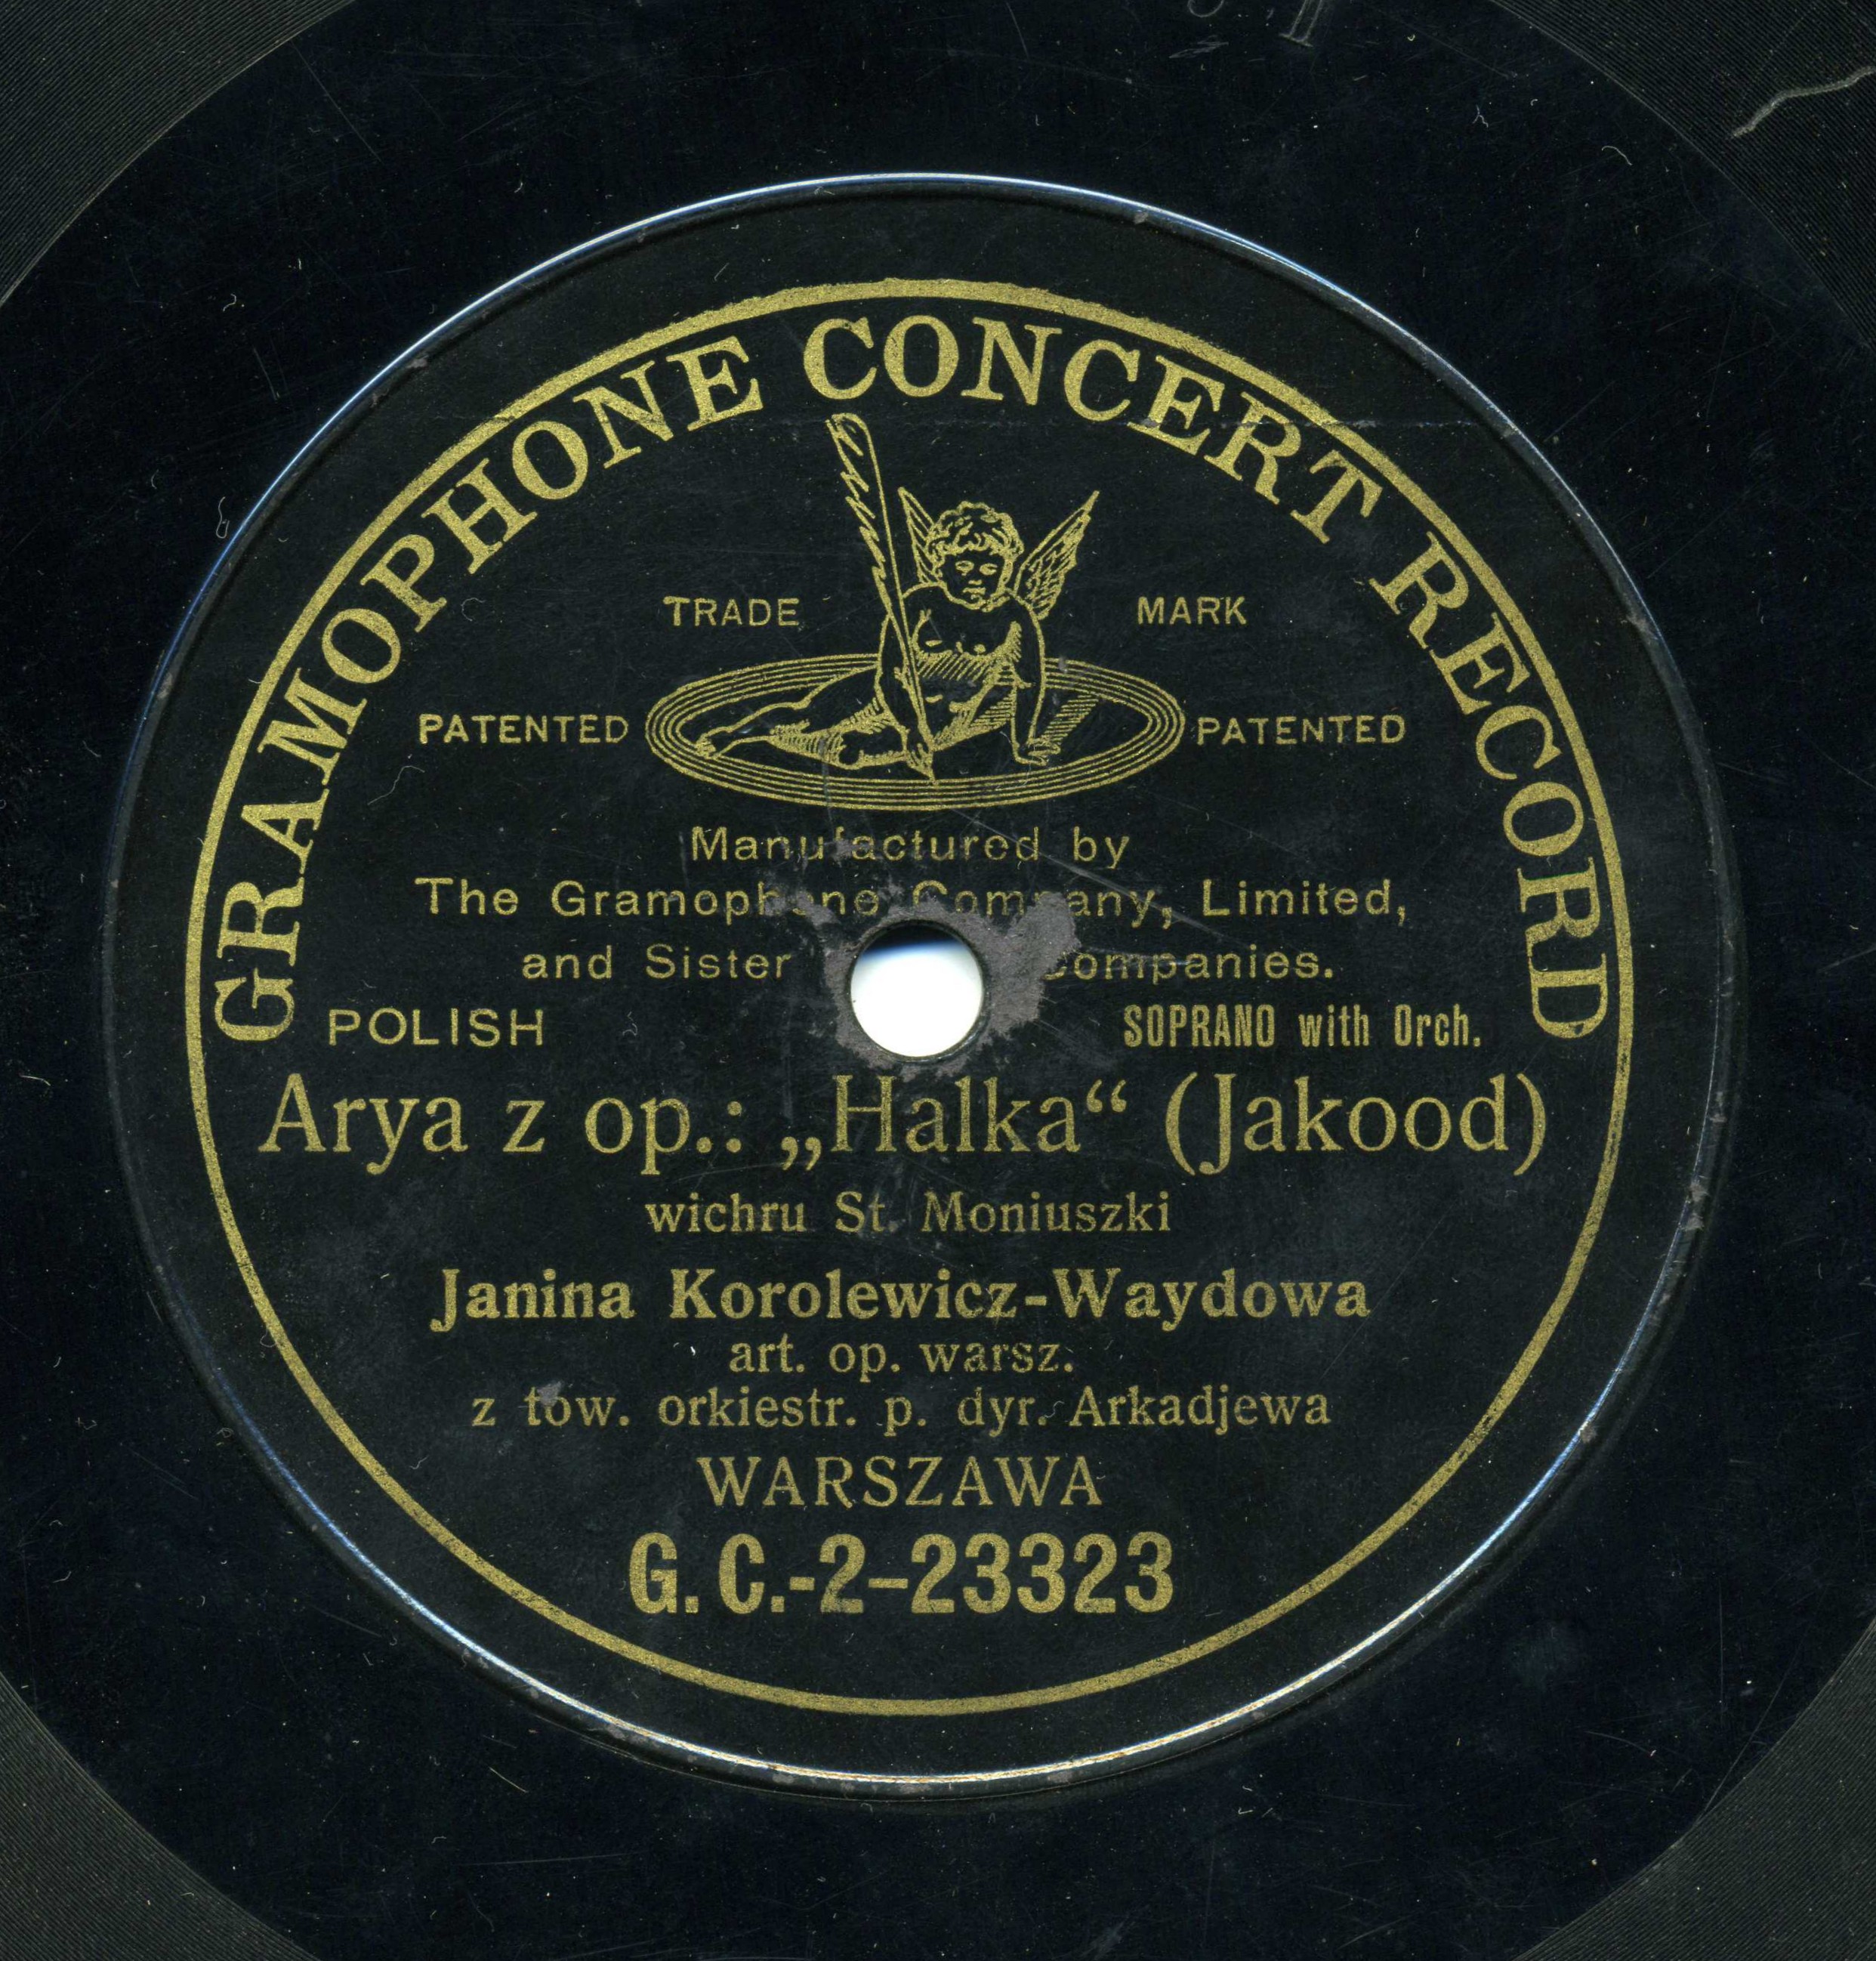 GRAMOPHONE CONCERT RECORD
TRADE MARK
PATENTED PATENTED
Manufactured by
The Gramophone Company, Limited,
and Sister Companies.
POLISH SOPRANO with Orch.
Arya z op.: „Halka“ (Jakood)
wichru St. Moniuszki
Janina Korolewicz-Waydowa
art. op. warsz.
z tow. orkiestr. p. dyr. Arkadjewa
WARSZAWA
G. C.-2-23323